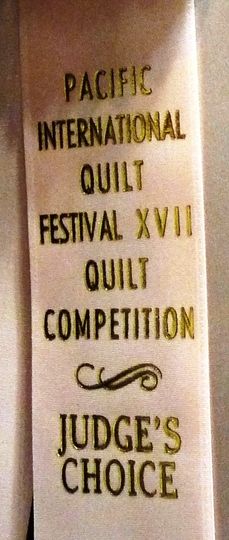 PACIFIC
INTERNATIONAL
QUILT
FESTIVAL XVII
QUILT
COMPETITION
JUDGE'S
CHOICE